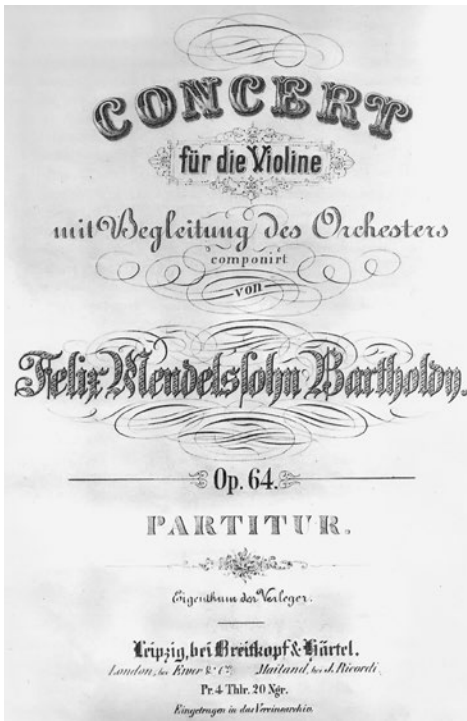 CONCERT
für die Violine
mit Begleitung des Orchesters
componirt
von
Felix Mendelssohn Bartholdy.
Op. 64.
PARTITUR.
Eigenthum der Verleger.
Leipzig, bei Breitkopf & Härtel.
London, bei Ewer & Co. Mailand, bei J. Ricordi.
Pr. 4 Thlr. 20 Ngr.
Eingetragen in das Vereinsarchiv.